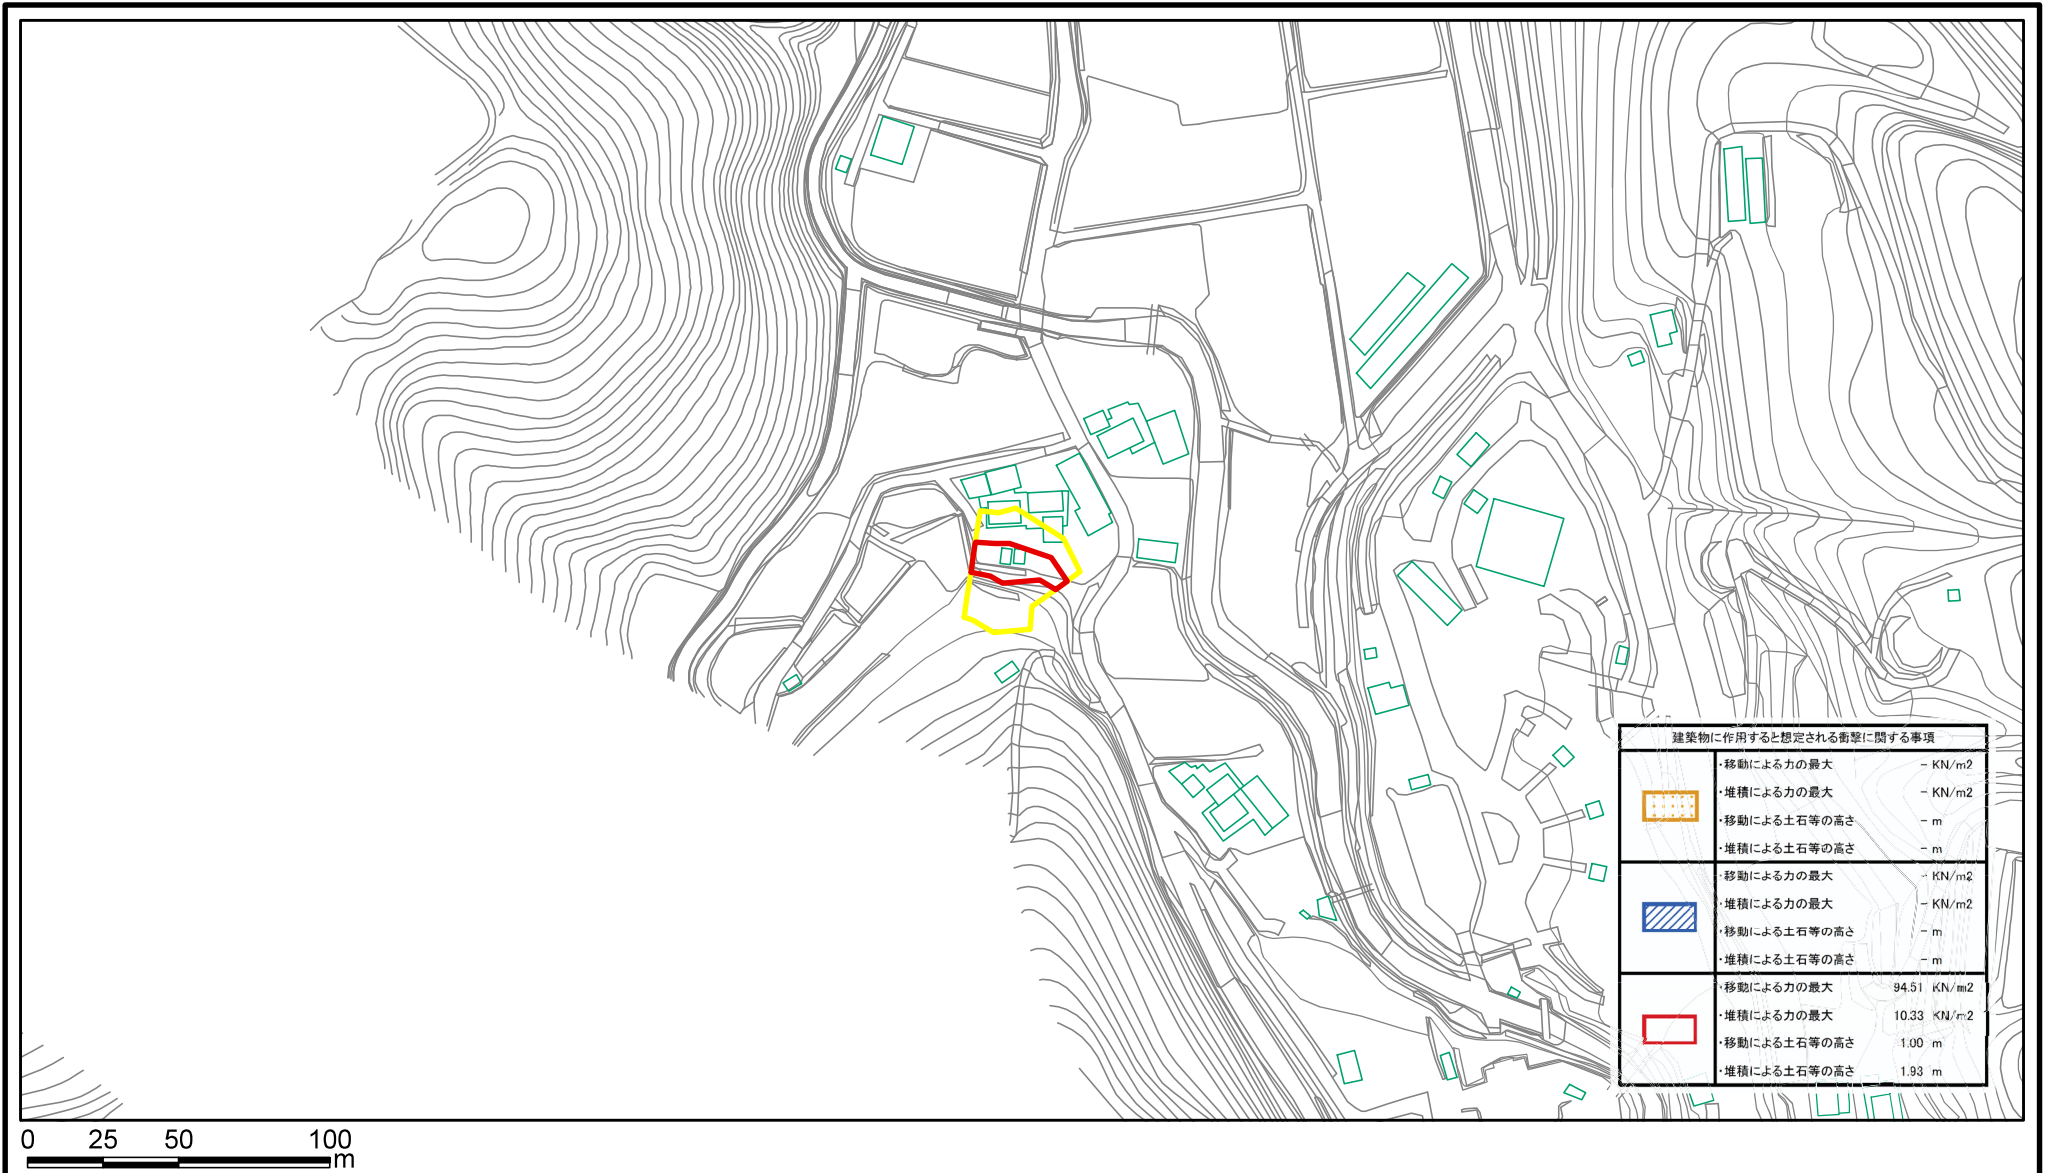 建築物に作用すると想定される衝撃に関する事項
・移動による力の最大 - KN/m2
・堆積による力の最大 - KN/m2
・移動による土石等の高さ - m
・堆積による土石等の高さ - m
・移動による力の最大 - KN/m2
・堆積による力の最大 - KN/m2
・移動による土石等の高さ - m
・堆積による土石等の高さ - m
・移動による力の最大 94.51 KN/m2
・堆積による力の最大 10.33 KN/m2
・移動による土石等の高さ 1.00 m
・堆積による土石等の高さ 1.93 m
0 25 50 100
m